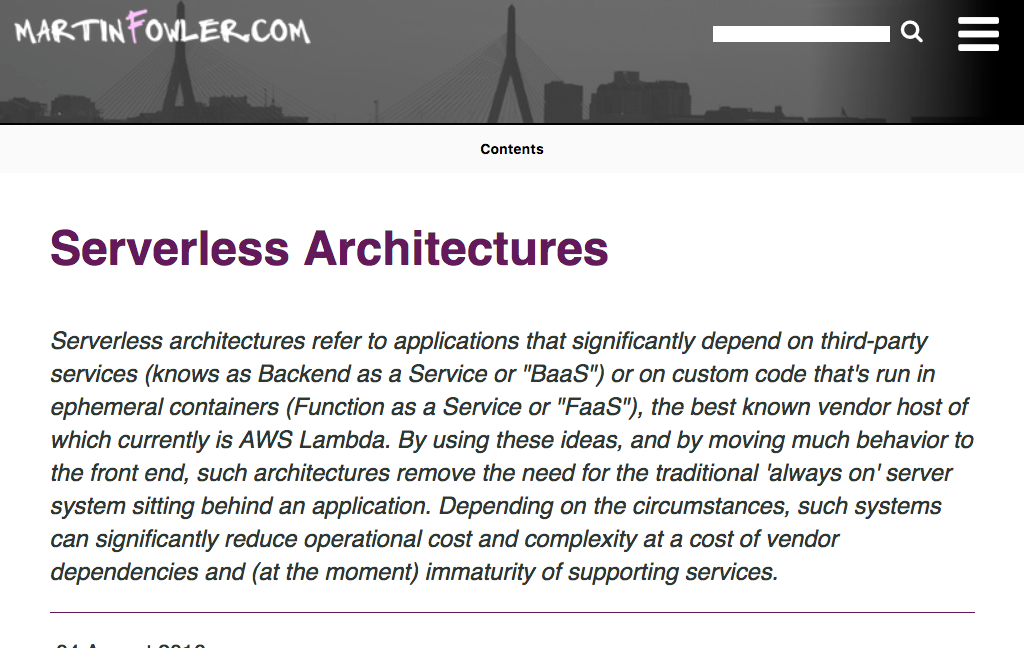 MARTINFOWLER.COM
Contents
Serverless Architectures
Serverless architectures refer to applications that significantly depend on third-party
services (knows as Backend as a Service or "BaaS") or on custom code that's run in
ephemeral containers (Function as a Service or "FaaS"), the best known vendor host of
which currently is AWS Lambda. By using these ideas, and by moving much behavior to
the front end, such architectures remove the need for the traditional 'always on' server
system sitting behind an application. Depending on the circumstances, such systems
can significantly reduce operational cost and complexity at a cost of vendor
dependencies and (at the moment) immaturity of supporting services.